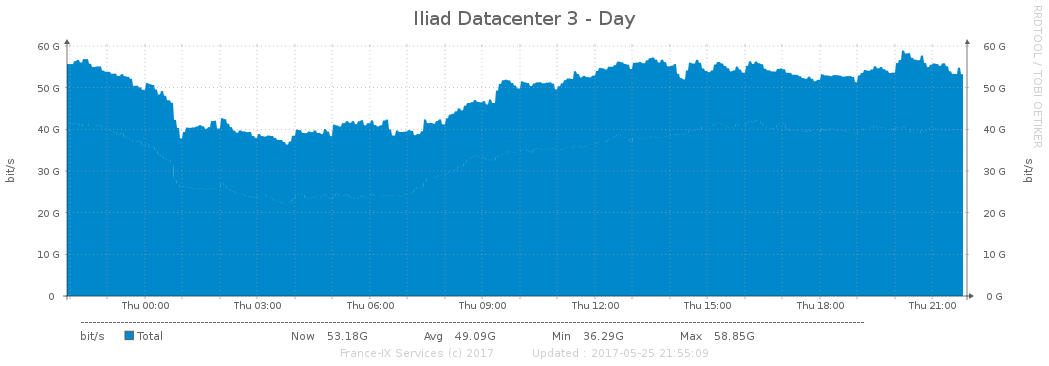 Iliad Datacenter 3 - Day
RRDTOOL / TOBI OETIKER
60 G 60 G
50 G 50 G
40 G 40 G
30 G 30 G
20 G 20 G
10 G 10 G
0 0 G
bit/s bit/s
Thu 00:00 Thu 03:00 Thu 06:00 Thu 09:00 Thu 12:00 Thu 15:00 Thu 18:00 Thu 21:00
bit/s Total Now 53.18G Avg 49.09G Min 36.29G Max 58.85G
France-IX Services (c) 2017 Updated : 2017-05-25 21:55:09